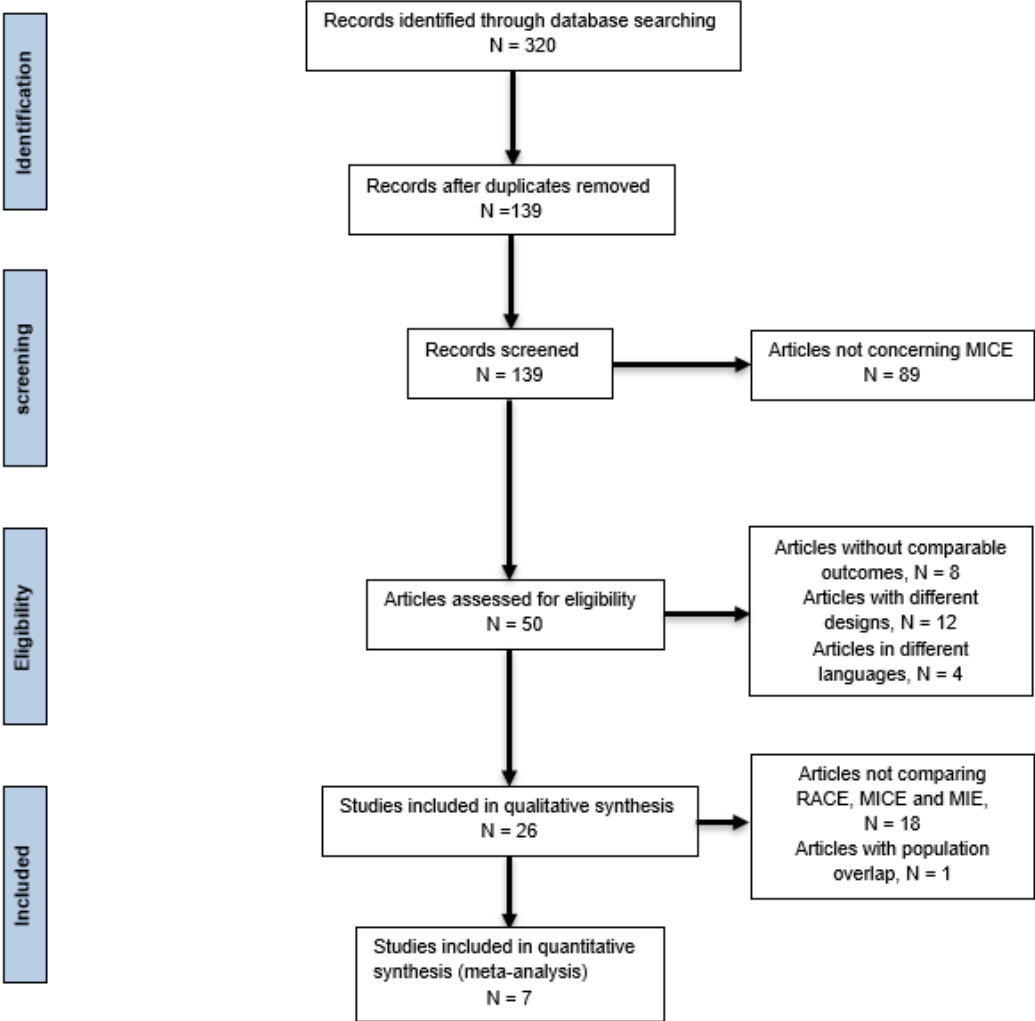 Identification
Records identified through database searching
N = 320
Records after duplicates removed
N =139
screening
Records screened
N = 139
Articles not concerning MICE
N = 89
Eligibility
Articles assessed for eligibility
N = 50
Articles without comparable
outcomes, N = 8
Articles with different
designs, N = 12
Articles in different
languages, N = 4
Included
Studies included in qualitative synthesis
N = 26
Articles not comparing
RACE, MICE and MIE,
N = 18
Articles with population
overlap, N = 1
Studies included in quantitative
synthesis (meta-analysis)
N = 7